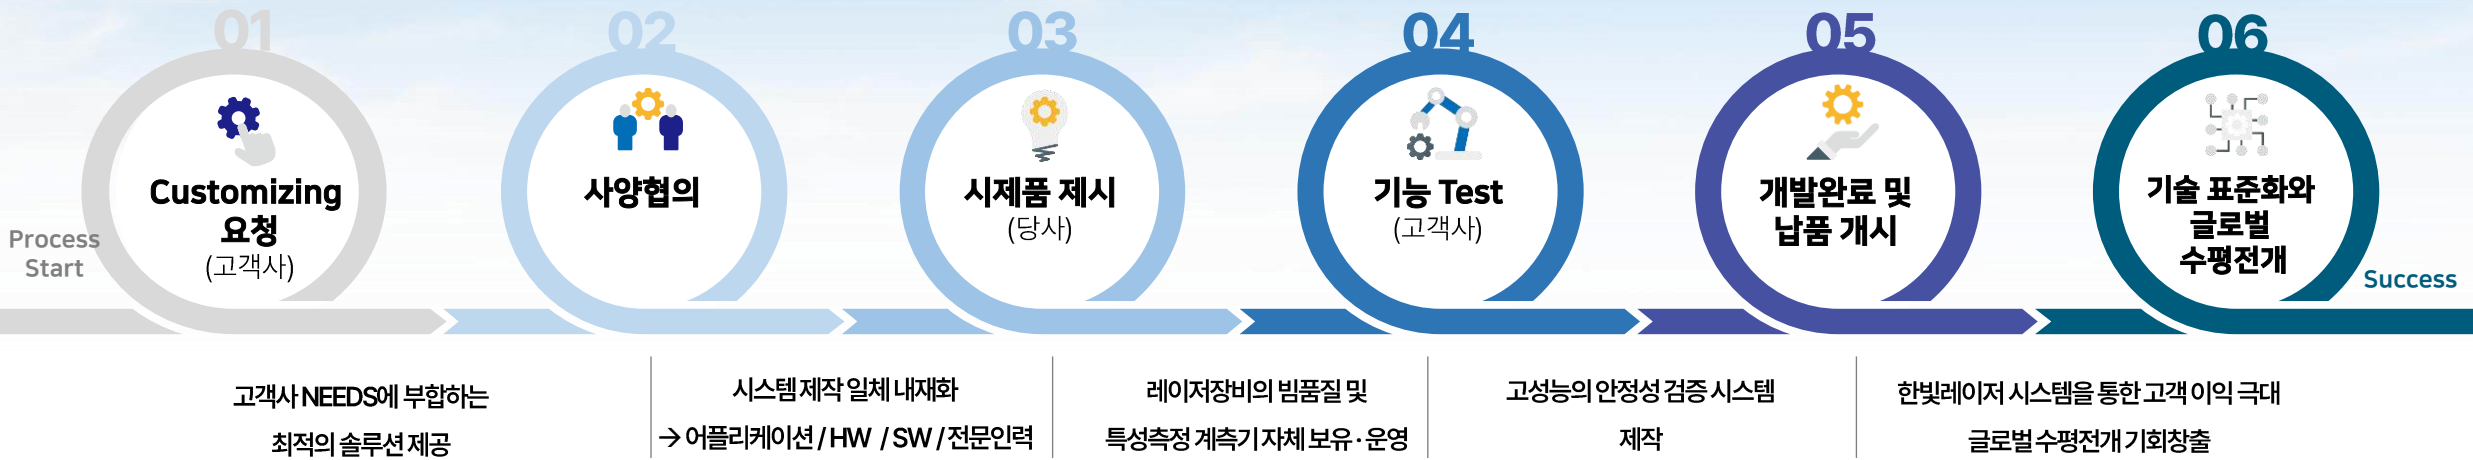 01
02
03
04
05
06
Process
Start
Customizing
요청
(고객사)
사양협의
시제품 제시
(당사)
기능 Test
(고객사)
개발완료 및
납품 개시
기술 표준화와
글로벌
수평전개
Success
고객사 NEEDS에 부합하는
최적의 솔루션 제공
시스템 제작 일체 내재화
→ 어플리케이션 / HW / SW / 전문인력
레이저장비의 빔품질 및
특성측정 계측기 자체 보유 · 운영
고성능의 안정성 검증 시스템
제작
한빛레이저 시스템을 통한 고객 이익 극대
글로벌 수평전개 기회창출